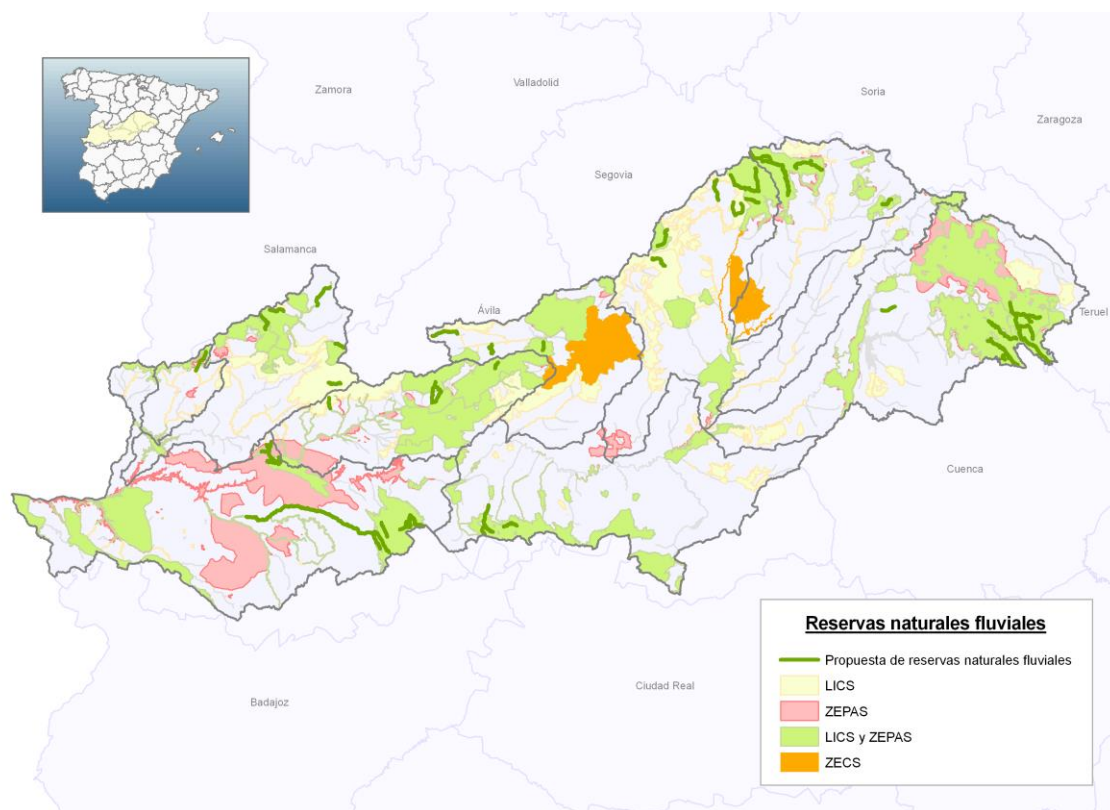 Zamora
Valladolid
Soria
Zaragoza
Segovia
Salamanca
Ávila
Teruel
Cuenca
Badajoz
Ciudad Real
Reservas naturales fluviales
Propuesta de reservas naturales fluviales
LICS
ZEPAS
LICS y ZEPAS
ZECS